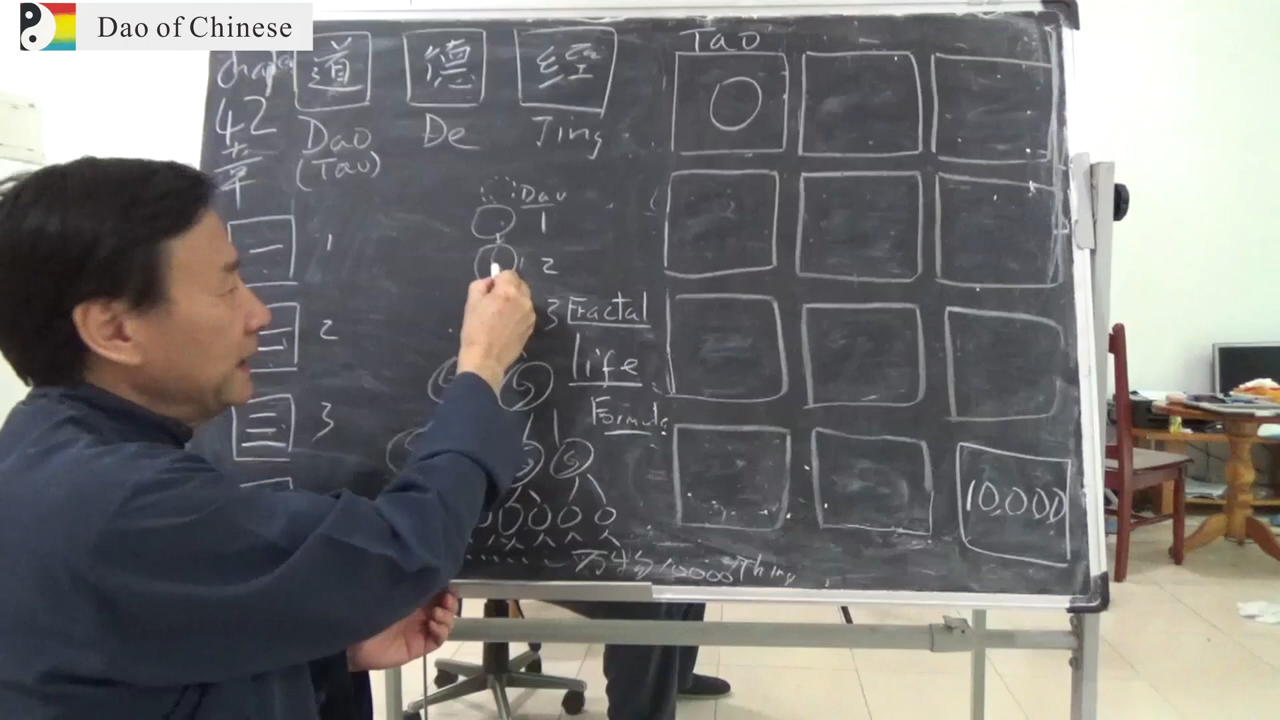 Dao of Chinese
道 德 经
42
章
Dao De Jing
(Tao)
Tao
Dao
一 1
1
二 2
2
三 3
3 Fractal
life
Formula
10,000
万物 10000 Thing